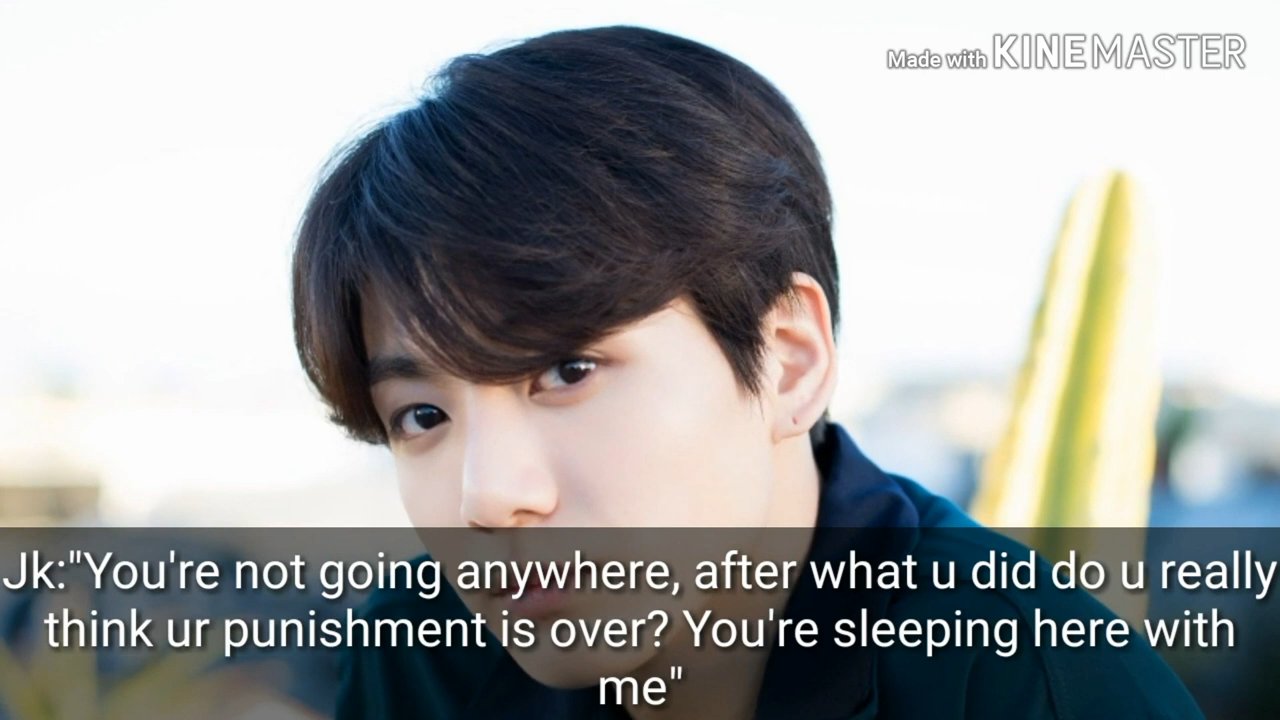 Made with KINEMASTER
Jk:"You're not going anywhere, after what u did do u really
think ur punishment is over? You're sleeping here with
me"